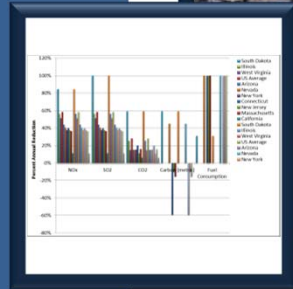 120%
100%
80%
60%
40%
20%
0%
-20%
-40%
-60%
-80%
Percent Annual Reduction
NOx
SO2
CO2
Carbon (metric)
Fuel
Consumption
South Dakota
Illinois
West Virginia
US Average
Arizona
Nevada
New York
Connecticut
New Jersey
Massachusetts
California
South Dakota
Illinois
West Virginia
US Average
Arizona
Nevada
New York